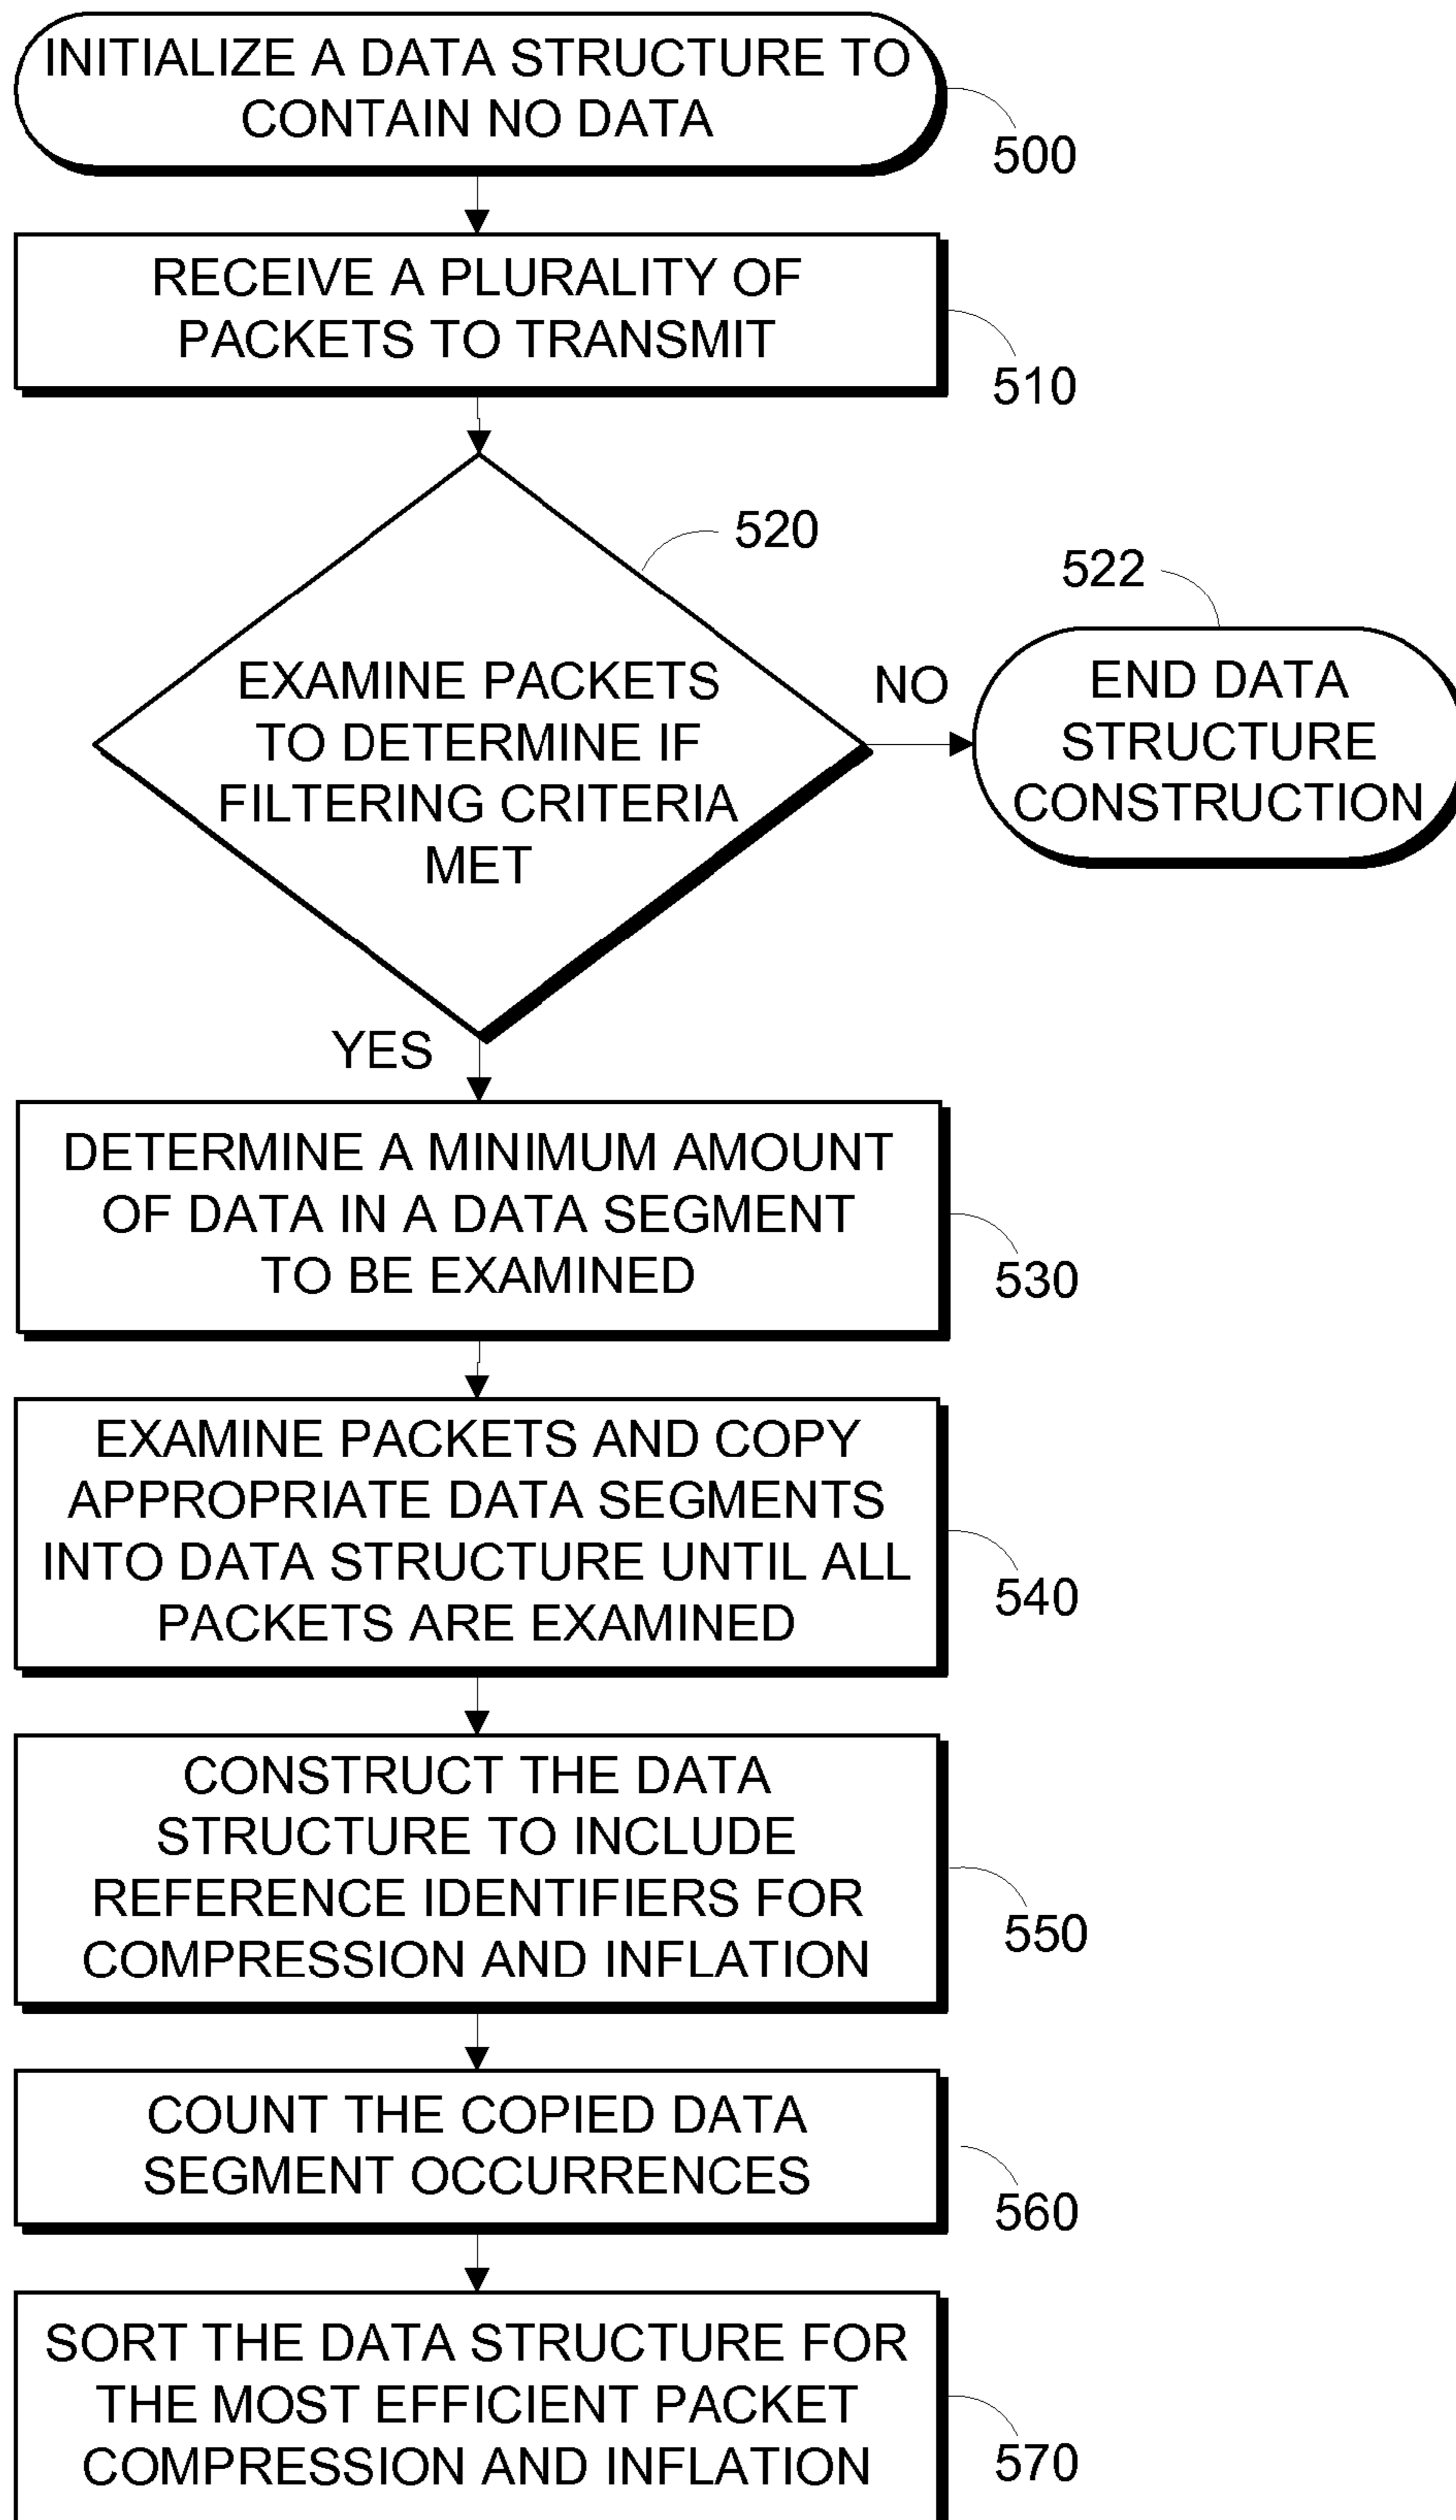 INITIALIZE A DATA STRUCTURE TO
CONTAIN NO DATA
500
RECEIVE A PLURALITY OF
PACKETS TO TRANSMIT
510
520
522
EXAMINE PACKETS
TO DETERMINE IF
FILTERING CRITERIA
MET
NO
END DATA
STRUCTURE
CONSTRUCTION
YES
DETERMINE A MINIMUM AMOUNT
OF DATA IN A DATA SEGMENT
TO BE EXAMINED
530
EXAMINE PACKETS AND COPY
APPROPRIATE DATA SEGMENTS
INTO DATA STRUCTURE UNTIL ALL
PACKETS ARE EXAMINED
540
CONSTRUCT THE DATA
STRUCTURE TO INCLUDE
REFERENCE IDENTIFIERS FOR
COMPRESSION AND INFLATION
550
COUNT THE COPIED DATA
SEGMENT OCCURRENCES
560
SORT THE DATA STRUCTURE FOR
THE MOST EFFICIENT PACKET
COMPRESSION AND INFLATION
570